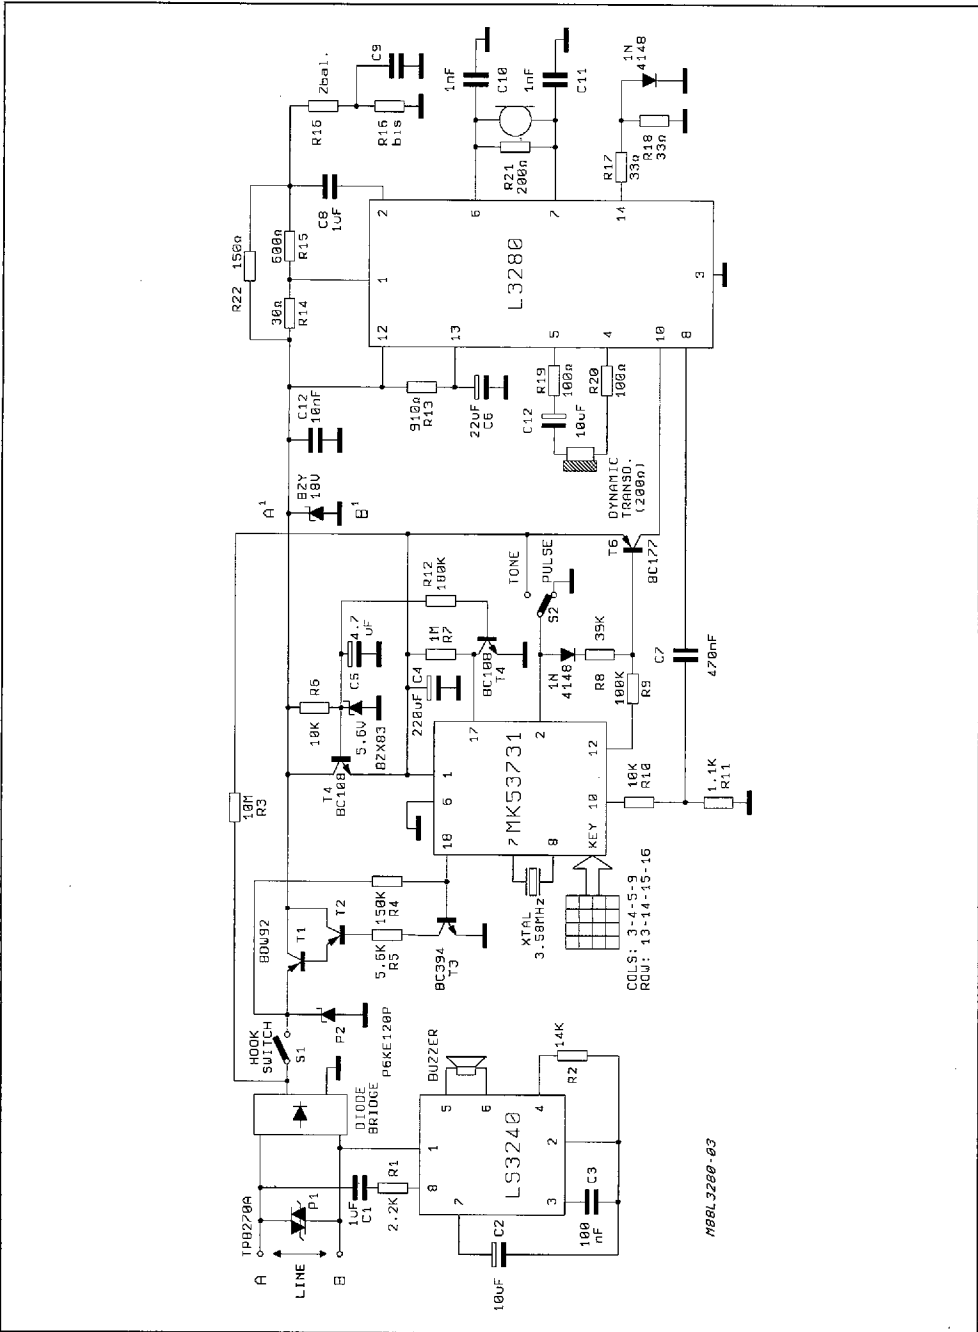 TPB270A
A
LINE
B
P1
1uF
C1
2.2K
R1
DIODE
BRIDGE
HOOK
SWITCH
S1
P2
P6KE120P
BDW92
T1
T2
5.6K
R5
150K
R4
BC394
T3
10M
R3
T4
BC108
R6
10K
5.6V
BZX83
C5
4.7
uF
R12
180K
1M
R7
220uF
C4
BC108
T4
TONE
PULSE
S2
1N
4148
39K
R8
100K
R9
T6
BC177
C7
470nF
10K
R10
1.1K
R11
MK53731
18
6
1
17
2
12
7
8
KEY
10
XTAL
3.58MHz
COLS: 3-4-5-9
ROW: 13-14-15-16
LS3240
8
1
5
6
4
7
3
2
BUZZER
R2
14K
10uF
C2
100
nF
C3
A¹
BZY
18V
B¹
C12
10nF
R22
150Ω
30Ω
R14
600Ω
R15
C8
1uF
R16
Zbal.
R16
bis
C9
910Ω
R13
22uF
C6
C12
10uF
R19
100Ω
R20
100Ω
DYNAMIC
TRANSD.
(200Ω)
L3280
12
1
2
13
5
4
10
8
6
7
14
3
1nF
C10
1nF
C11
R21
200Ω
R17
33Ω
R18
33Ω
1N
4148
M88L3280-03